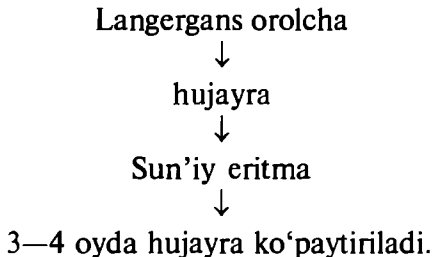 Langergans orolcha
↓
hujayra
↓
Sun’iy eritma
↓
3—4 oyda hujayra ko‘paytiriladi.